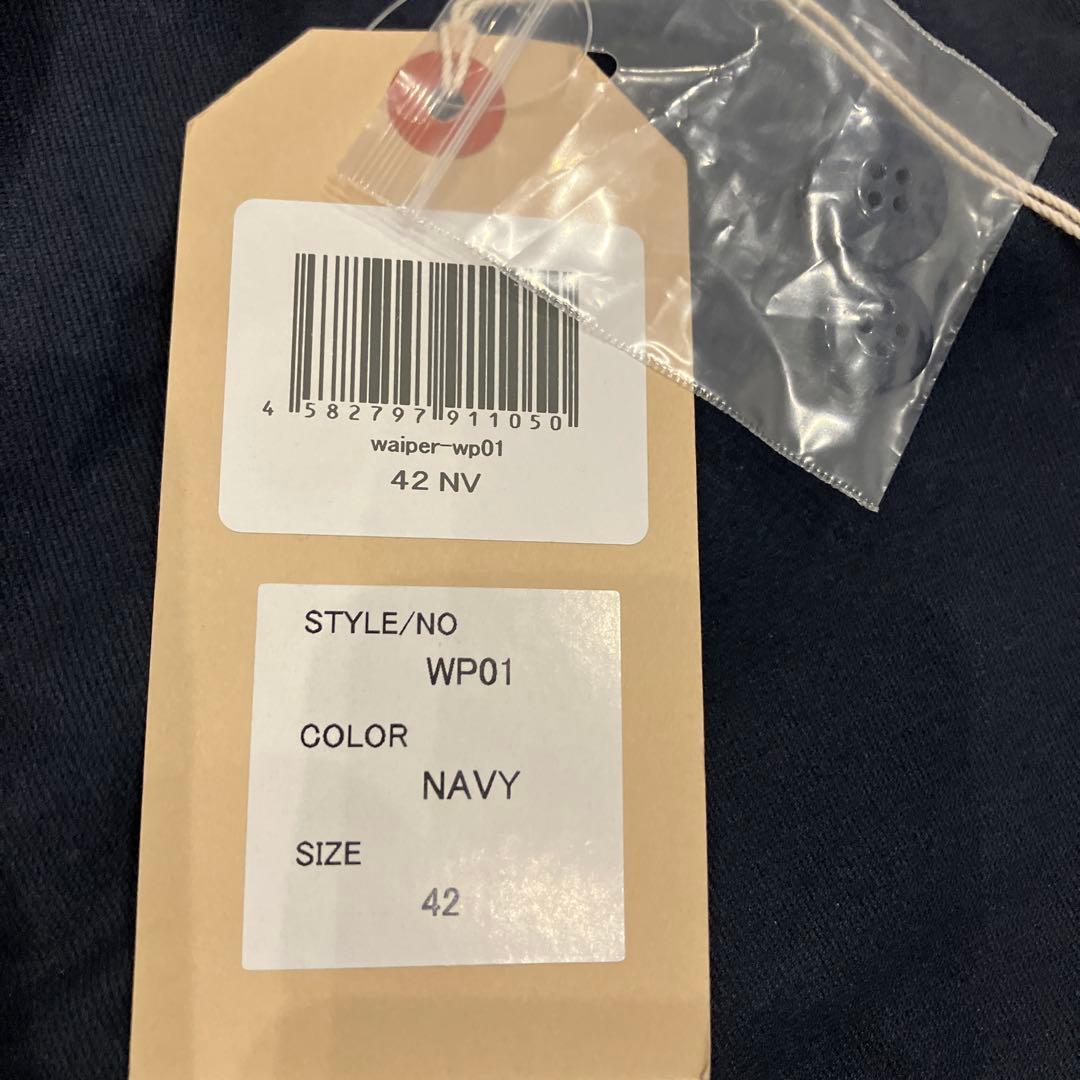 4 582797 911050
waiper-wp01
42 NV
STYLE/NO
WP01
COLOR
NAVY
SIZE
42